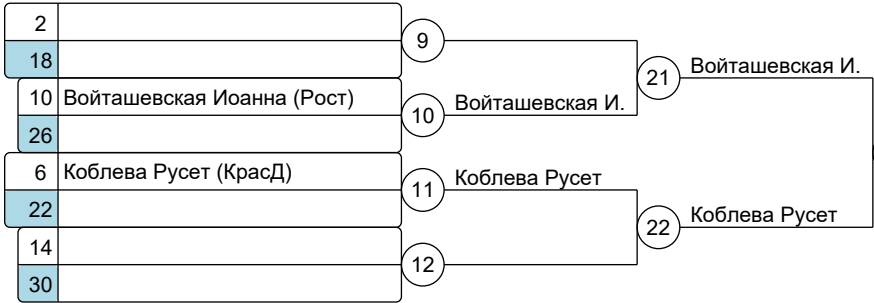 2
9
18
21 Войташевская И.
10 Войташевская Иоанна (Рост)
10 Войташевская И.
26
6 Коблева Русет (КрасД)
11 Коблева Русет
22
22 Коблева Русет
14
12
30